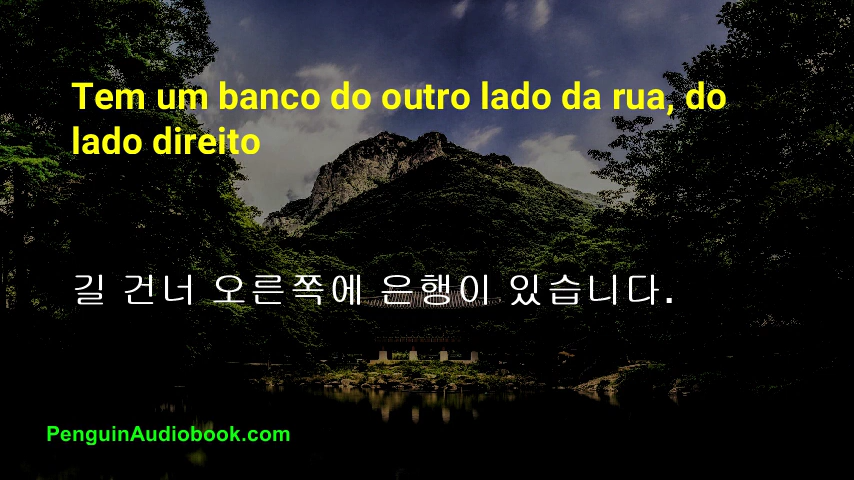 Tem um banco do outro lado da rua, do
lado direito
길 건너 오른쪽에 은행이 있습니다.
PenguinAudiobook.com